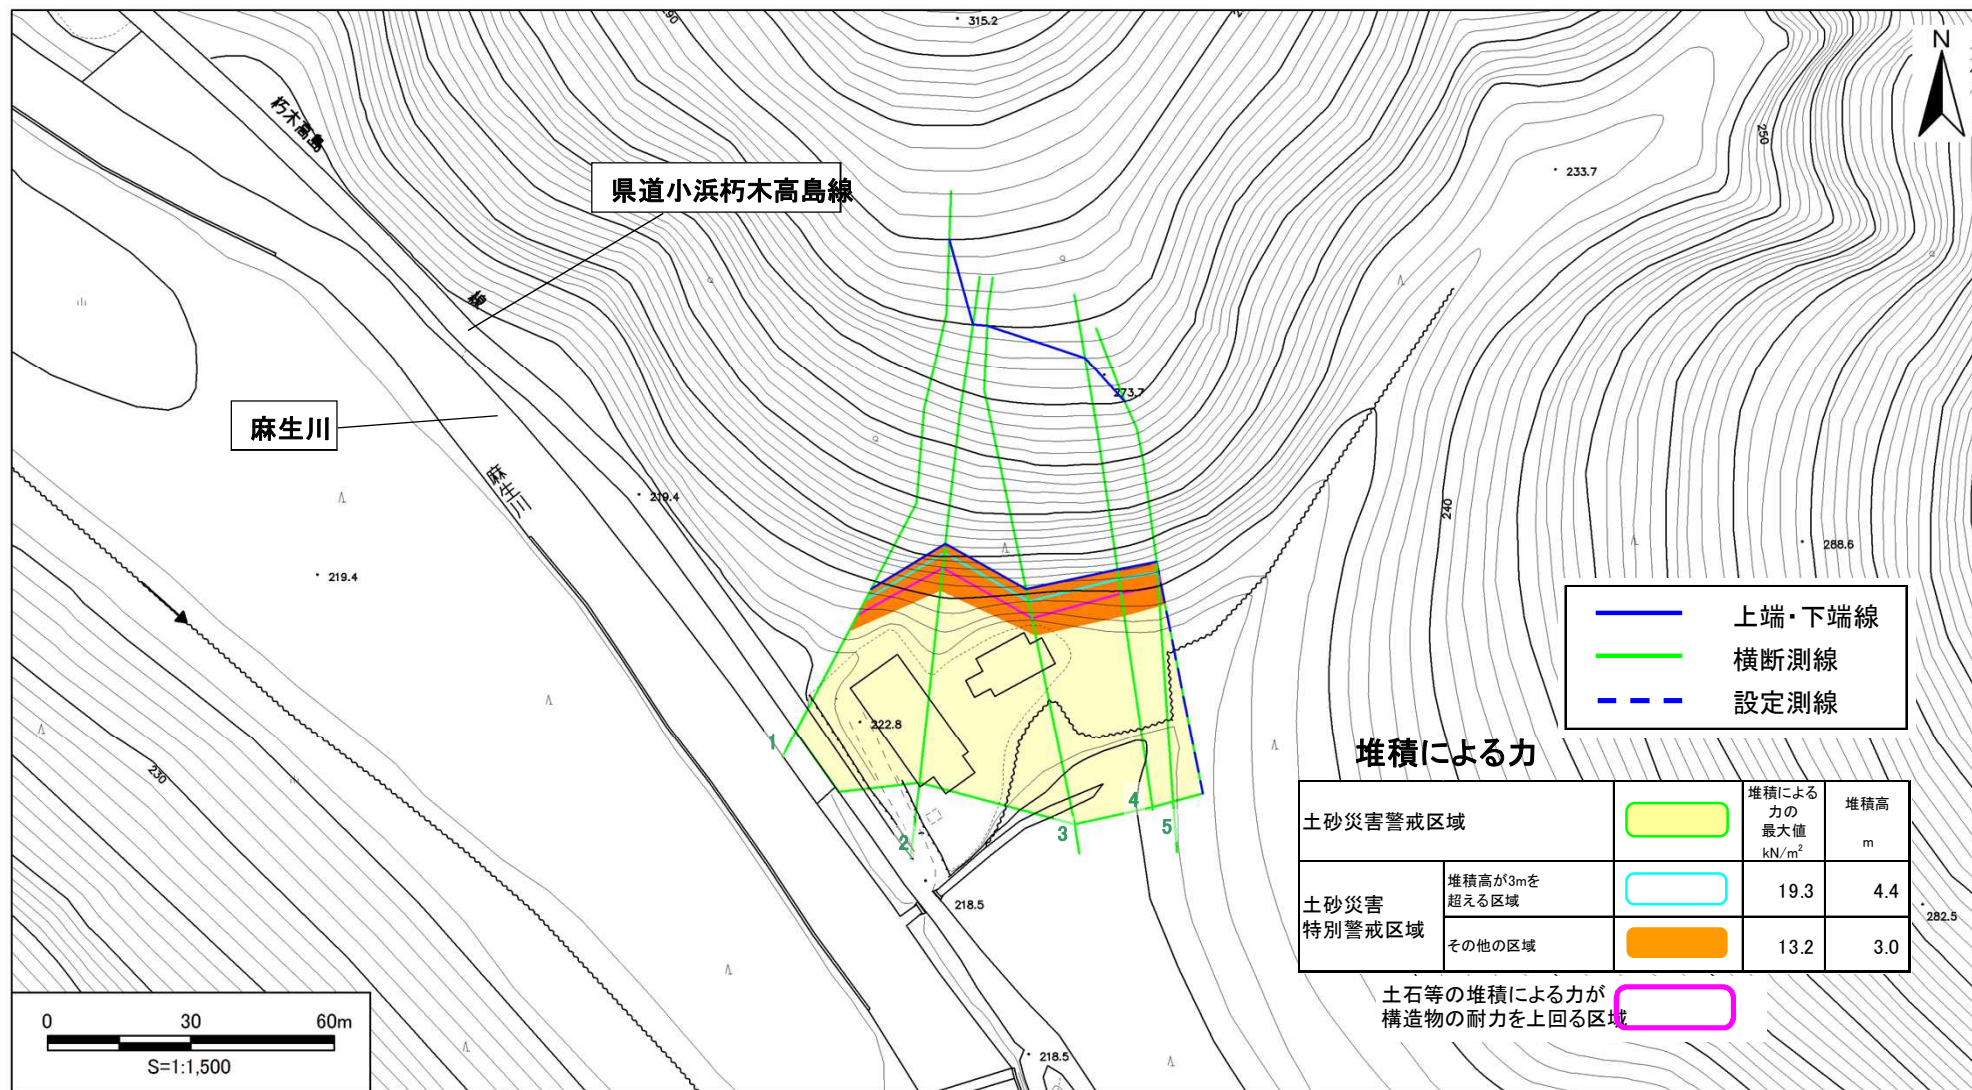 315.2
N
朽木高島
250
233.7
県道小浜朽木高島線
線
273.7
麻生川
麻生川
219.4
240
288.6
219.4
上端・下端線
横断測線
設定測線
222.8
230
1
2
3
4
5
堆積による力
堆積による
力の
最大値
kN/m²
堆積高
m
土砂災害警戒区域
土砂災害
特別警戒区域
堆積高が3mを
超える区域
19.3
4.4
その他の区域
13.2
3.0
218.5
282.5
土石等の堆積による力が
構造物の耐力を上回る区域
0 30 60m
S=1:1,500
218.5